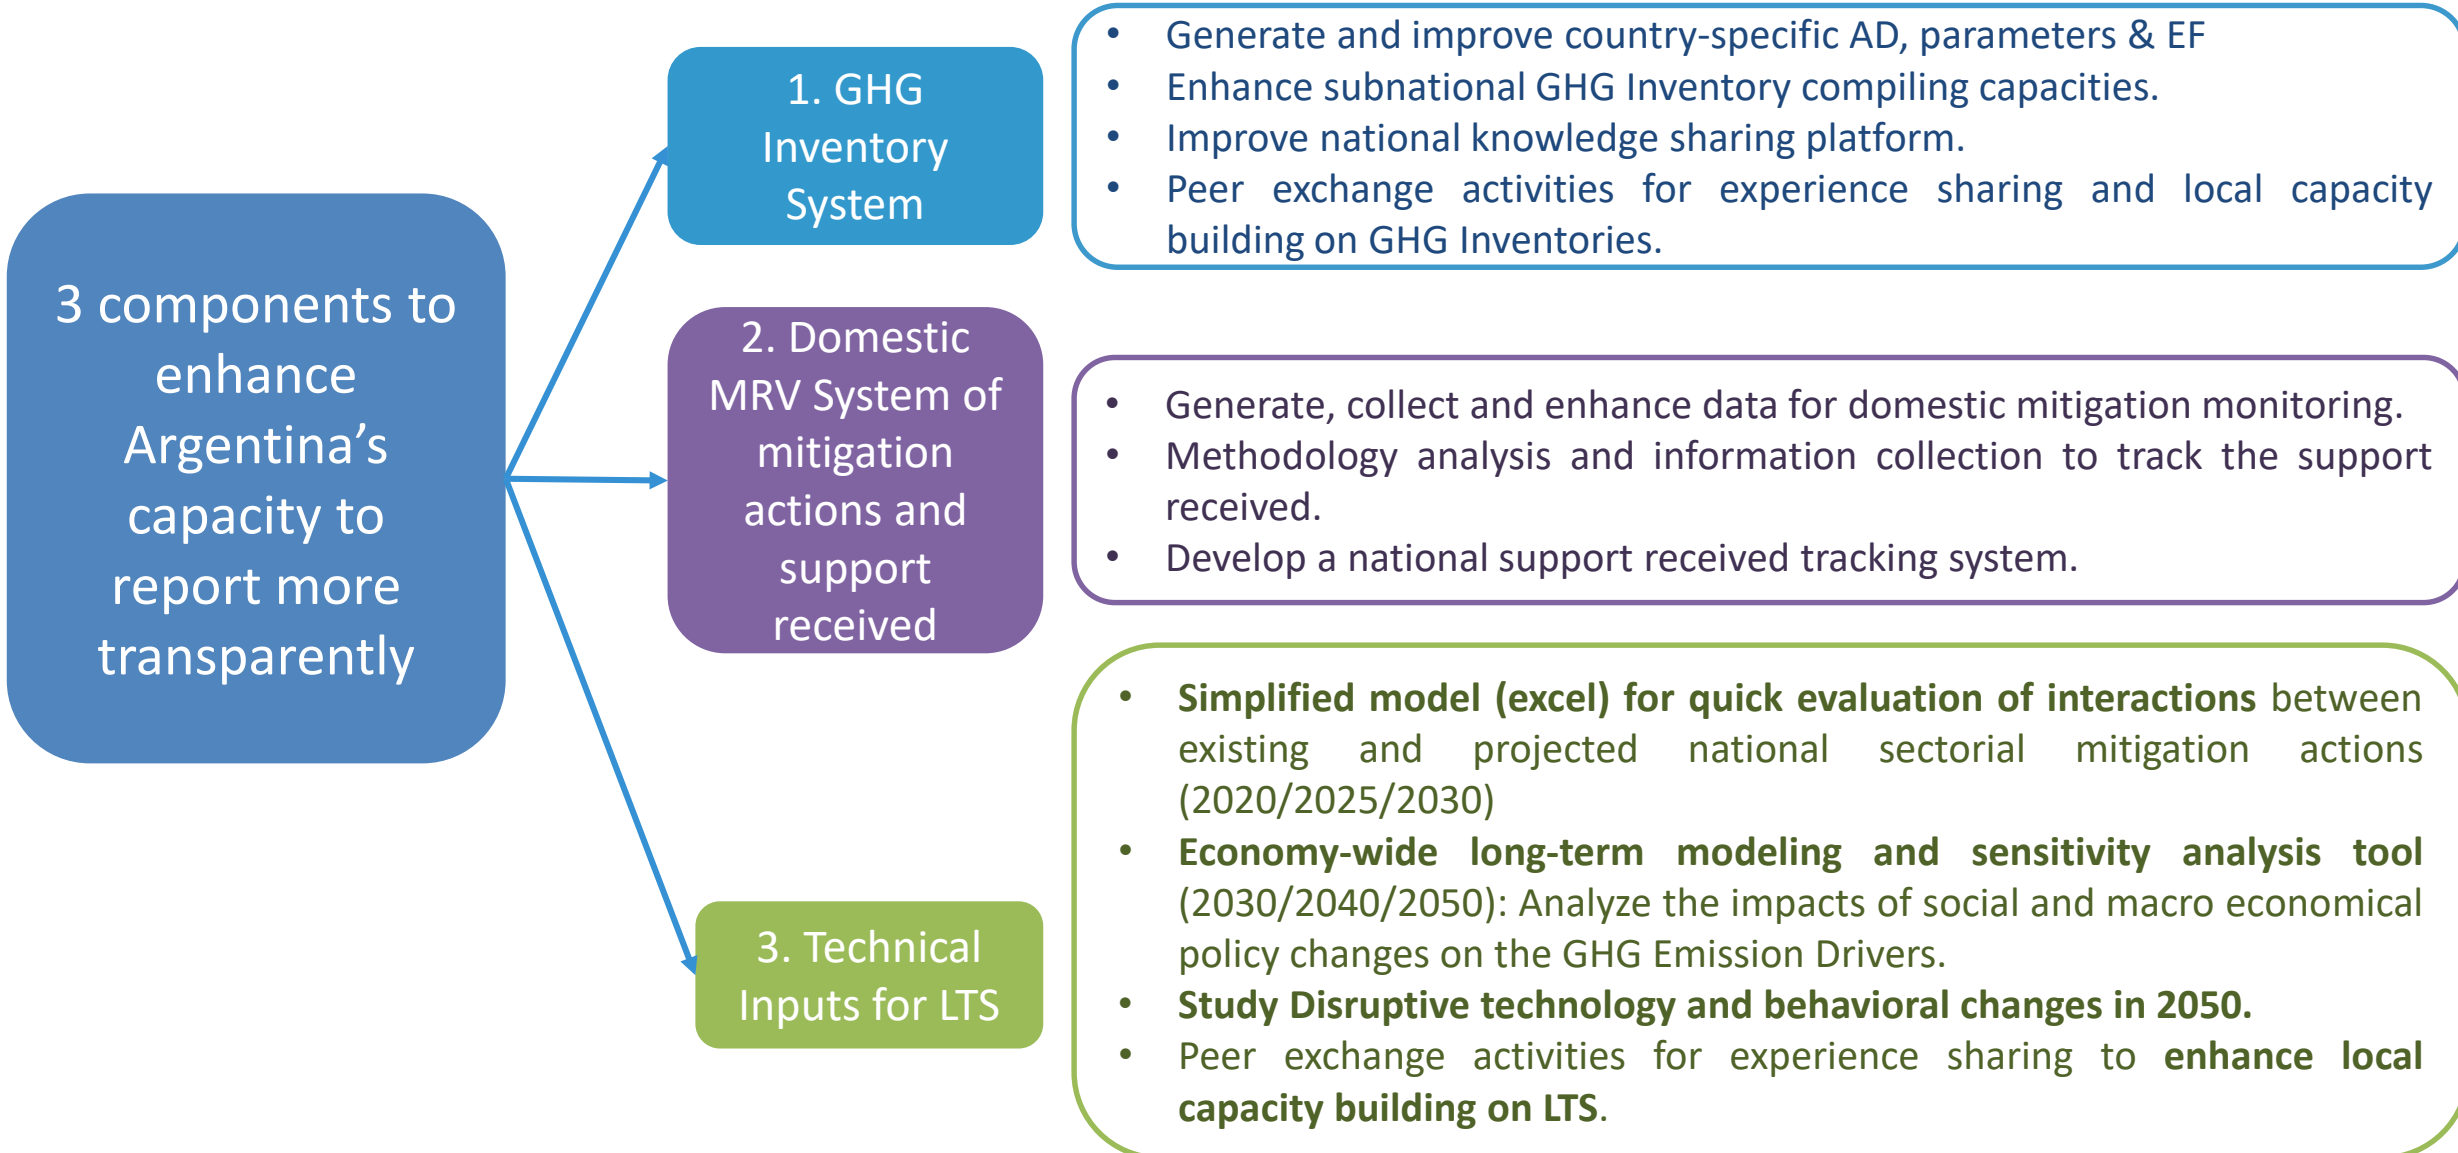 3 components to
enhance
Argentina’s
capacity to
report more
transparently
1. GHG
Inventory
System
• Generate and improve country-specific AD, parameters & EF
• Enhance subnational GHG Inventory compiling capacities.
• Improve national knowledge sharing platform.
• Peer exchange activities for experience sharing and local capacity
building on GHG Inventories.
2. Domestic
MRV System of
mitigation
actions and
support
received
• Generate, collect and enhance data for domestic mitigation monitoring.
• Methodology analysis and information collection to track the support
received.
• Develop a national support received tracking system.
3. Technical
Inputs for LTS
• Simplified model (excel) for quick evaluation of interactions between
existing and projected national sectorial mitigation actions
(2020/2025/2030)
• Economy-wide long-term modeling and sensitivity analysis tool
(2030/2040/2050): Analyze the impacts of social and macro economical
policy changes on the GHG Emission Drivers.
• Study Disruptive technology and behavioral changes in 2050.
• Peer exchange activities for experience sharing to enhance local
capacity building on LTS.